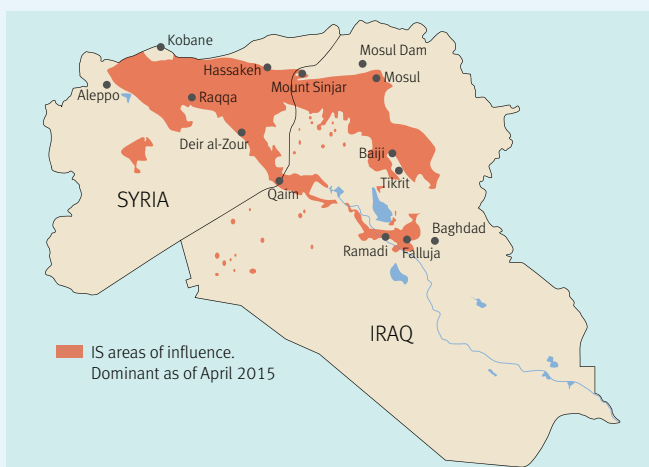 Kobane
Mosul Dam
Hassakeh
Mosul
Mount Sinjar
Aleppo
Raqqa
Deir al-Zour
Baiji
Tikrit
Qaim
SYRIA
Baghdad
Ramadi
Falluja
IRAQ
IS areas of influence.
Dominant as of April 2015